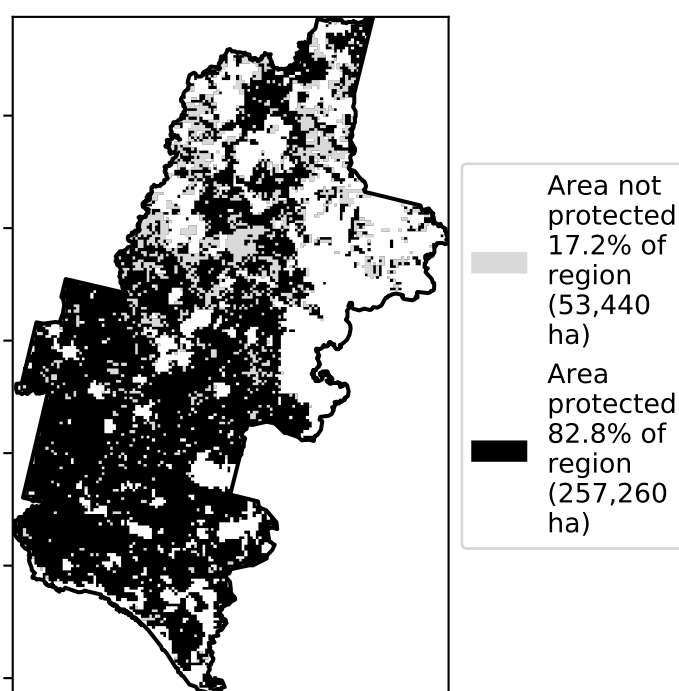 Area not
protected
17.2% of
region
(53,440
ha)
Area
protected
82.8% of
region
(257,260
ha)